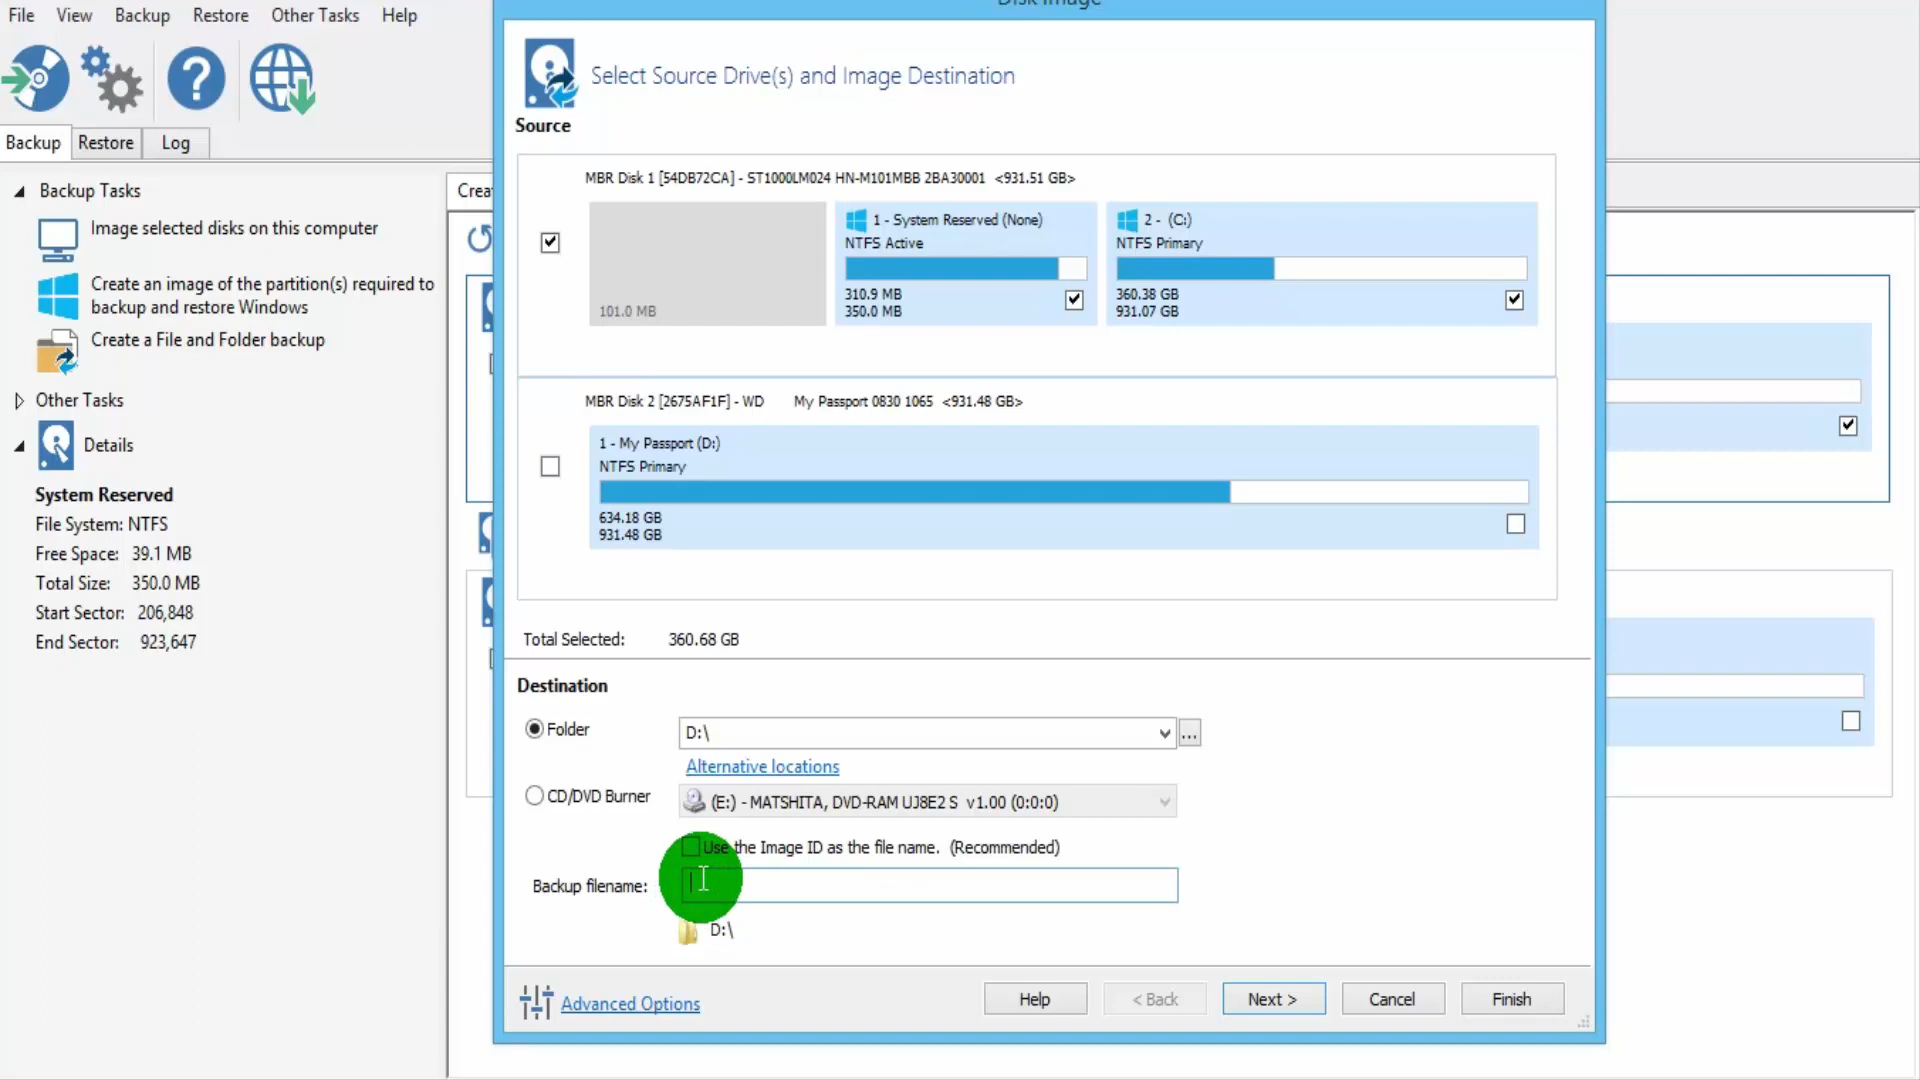 File View Backup Restore Other Tasks Help
Backup Restore Log
Backup Tasks
Image selected disks on this computer
Create an image of the partition(s) required to
backup and restore Windows
Create a File and Folder backup
Other Tasks
Details
System Reserved
File System: NTFS
Free Space: 39.1 MB
Total Size: 350.0 MB
Start Sector: 206,848
End Sector: 923,647
Disk Image
Select Source Drive(s) and Image Destination
Source
MBR Disk 1 [54DB72CA] - ST1000LM024 HN-M101MBB 2BA30001 <931.51 GB>
101.0 MB
1 - System Reserved (None)
NTFS Active
310.9 MB
350.0 MB
2 - (C:)
NTFS Primary
360.38 GB
931.07 GB
MBR Disk 2 [2675AF1F] - WD My Passport 0830 1065 <931.48 GB>
1 - My Passport (D:)
NTFS Primary
634.18 GB
931.48 GB
Total Selected: 360.68 GB
Destination
Folder D:\ ...
Alternative locations
CD/DVD Burner (E:) - MATSHITA, DVD-RAM UJ8E2 S v1.00 (0:0:0)
Use the Image ID as the file name. (Recommended)
Backup filename:
D:\
Advanced Options Help < Back Next > Cancel Finish